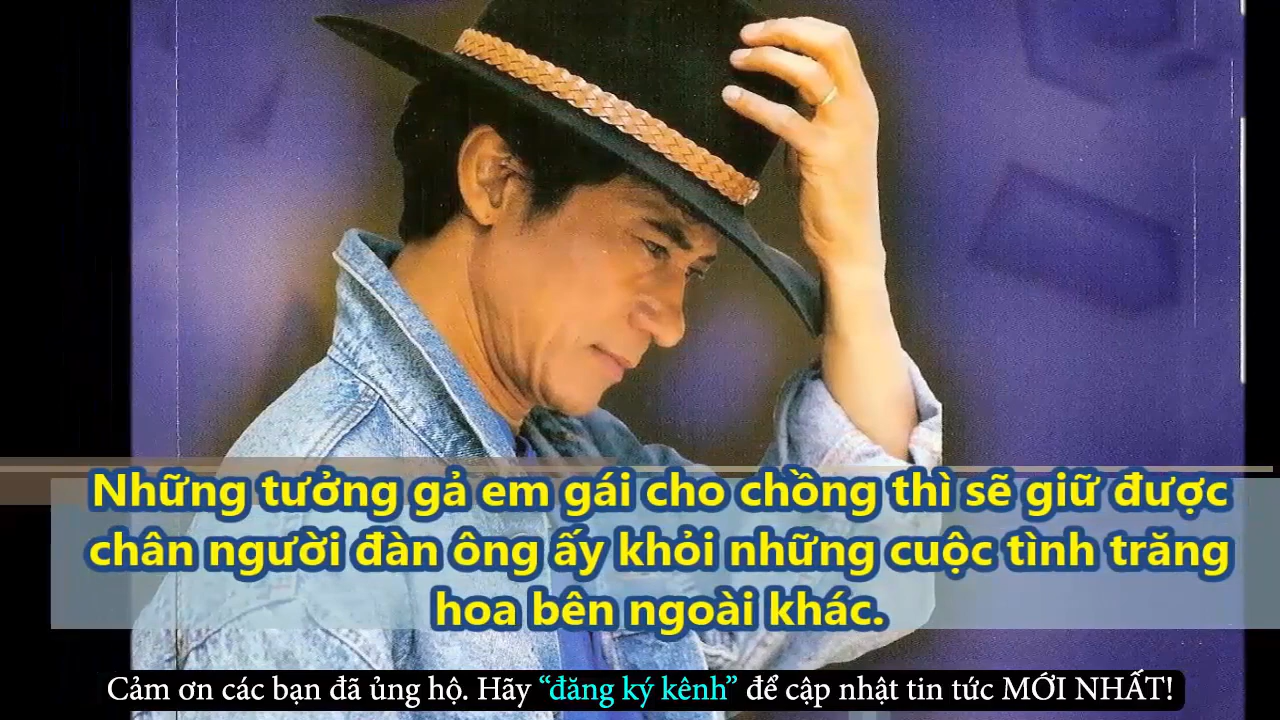 Những tưởng gả em gái cho chồng thì sẽ giữ được
chân người đàn ông ấy khỏi những cuộc tình trăng
hoa bên ngoài khác.
Cảm ơn các bạn đã ủng hộ. Hãy “đăng ký kênh” để cập nhật tin tức MỚI NHẤT!